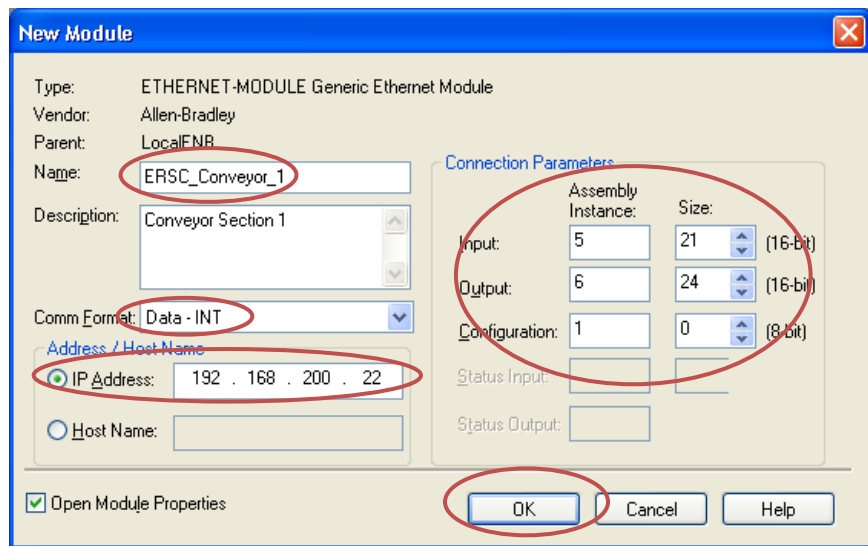 New Module
Type: ETHERNET-MODULE Generic Ethernet Module
Vendor: Allen-Bradley
Parent: LocalENB
Name: ERSC_Conveyor_1
Description: Conveyor Section 1
Comm Format: Data - INT
Address / Host Name
IP Address: 192 . 168 . 200 . 22
Host Name:
Connection Parameters
Assembly Instance: Size:
Input: 5 21 (16-bit)
Output: 6 24 (16-bit)
Configuration: 1 0 (8-bit)
Status Input:
Status Output:
Open Module Properties OK Cancel Help